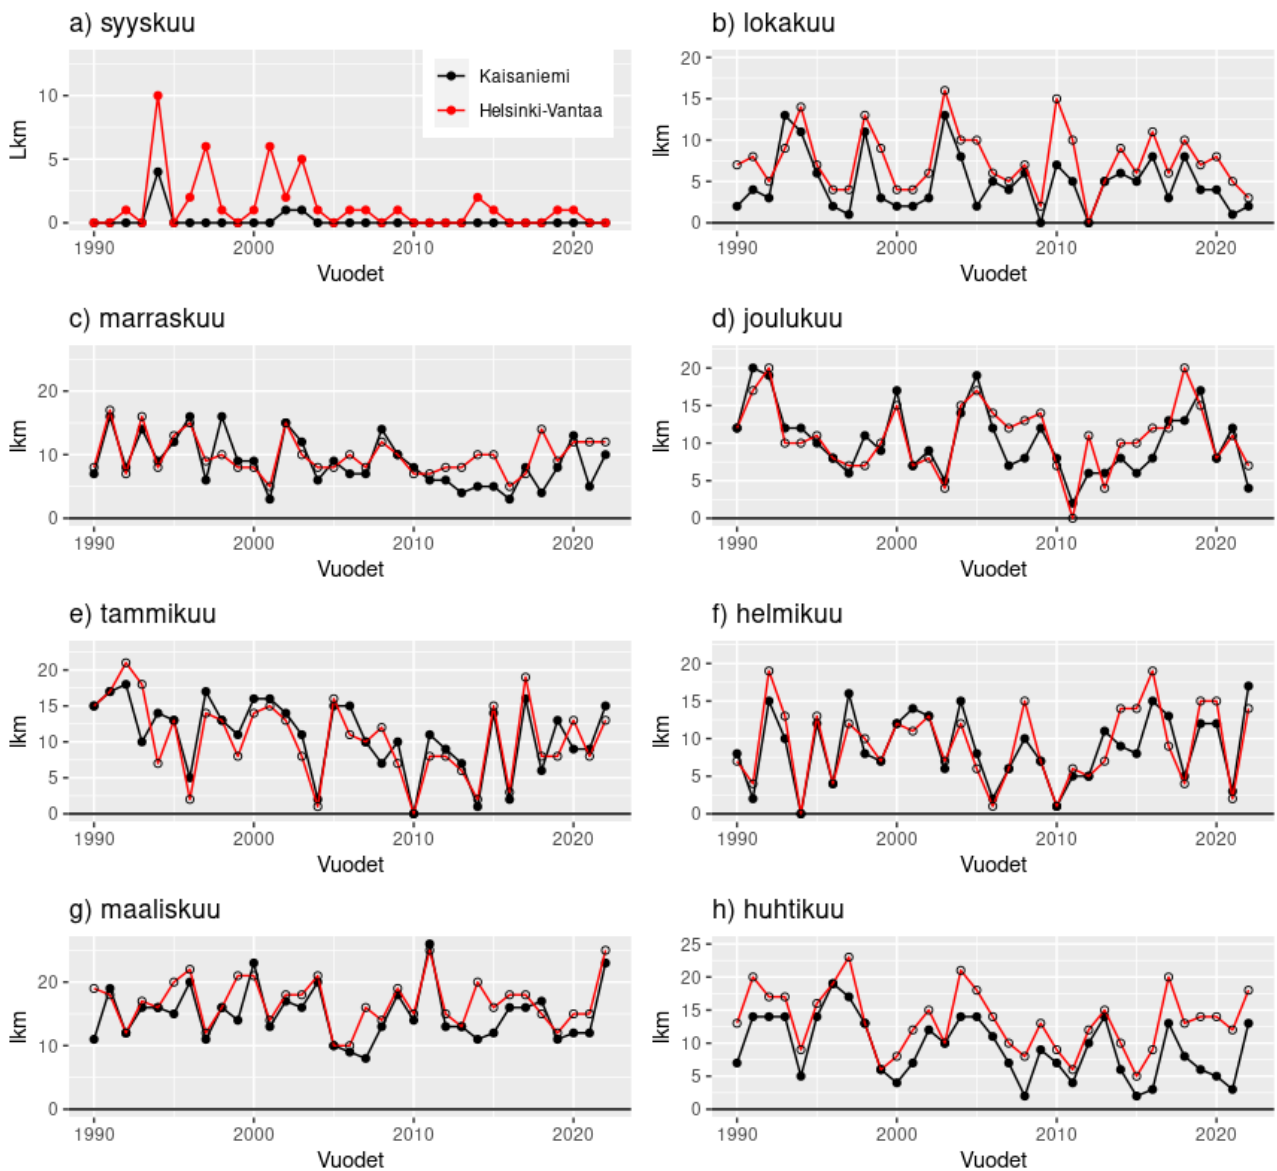 a) syyskuu
Lkm
10
5
0
Kaisaniemi
Helsinki-Vantaa
1990 2000 2010 2020
Vuodet
b) lokakuu
lkm
20
15
10
5
0
1990 2000 2010 2020
Vuodet
c) marraskuu
lkm
20
10
0
1990 2000 2010 2020
Vuodet
d) joulukuu
lkm
20
15
10
5
0
1990 2000 2010 2020
Vuodet
e) tammikuu
lkm
20
15
10
5
0
1990 2000 2010 2020
Vuodet
f) helmikuu
lkm
20
15
10
5
0
1990 2000 2010 2020
Vuodet
g) maaliskuu
lkm
20
10
0
1990 2000 2010 2020
Vuodet
h) huhtikuu
lkm
25
20
15
10
5
0
1990 2000 2010 2020
Vuodet